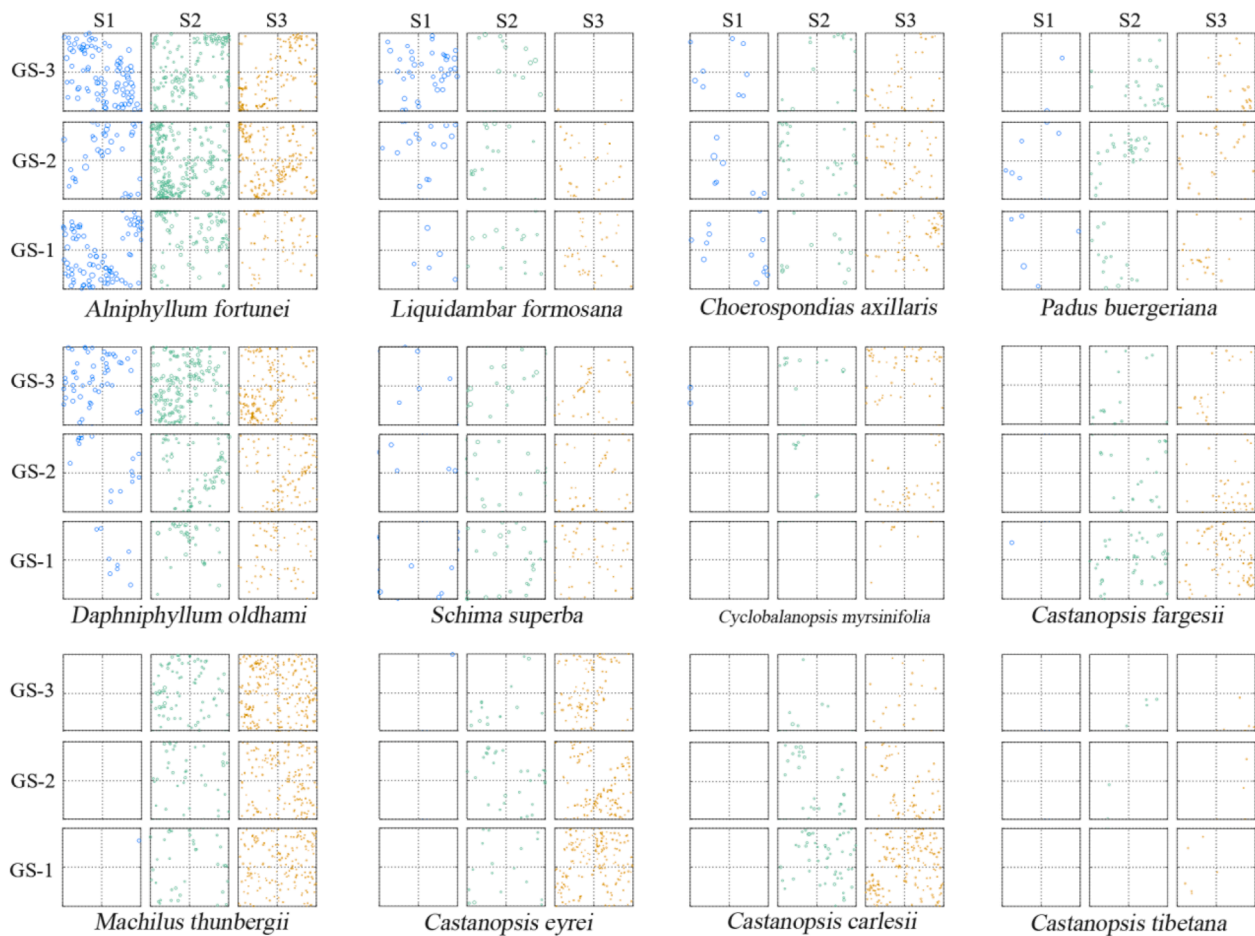 S1 S2 S3 S1 S2 S3 S1 S2 S3 S1 S2 S3
GS-3
GS-2
GS-1
Alniphyllum fortunei Liquidambar formosana Choerospondias axillaris Padus buergeriana
GS-3
GS-2
GS-1
Daphniphyllum oldhami Schima superba Cyclobalanopsis myrsinifolia Castanopsis fargesii
GS-3
GS-2
GS-1
Machilus thunbergii Castanopsis eyrei Castanopsis carlesii Castanopsis tibetana